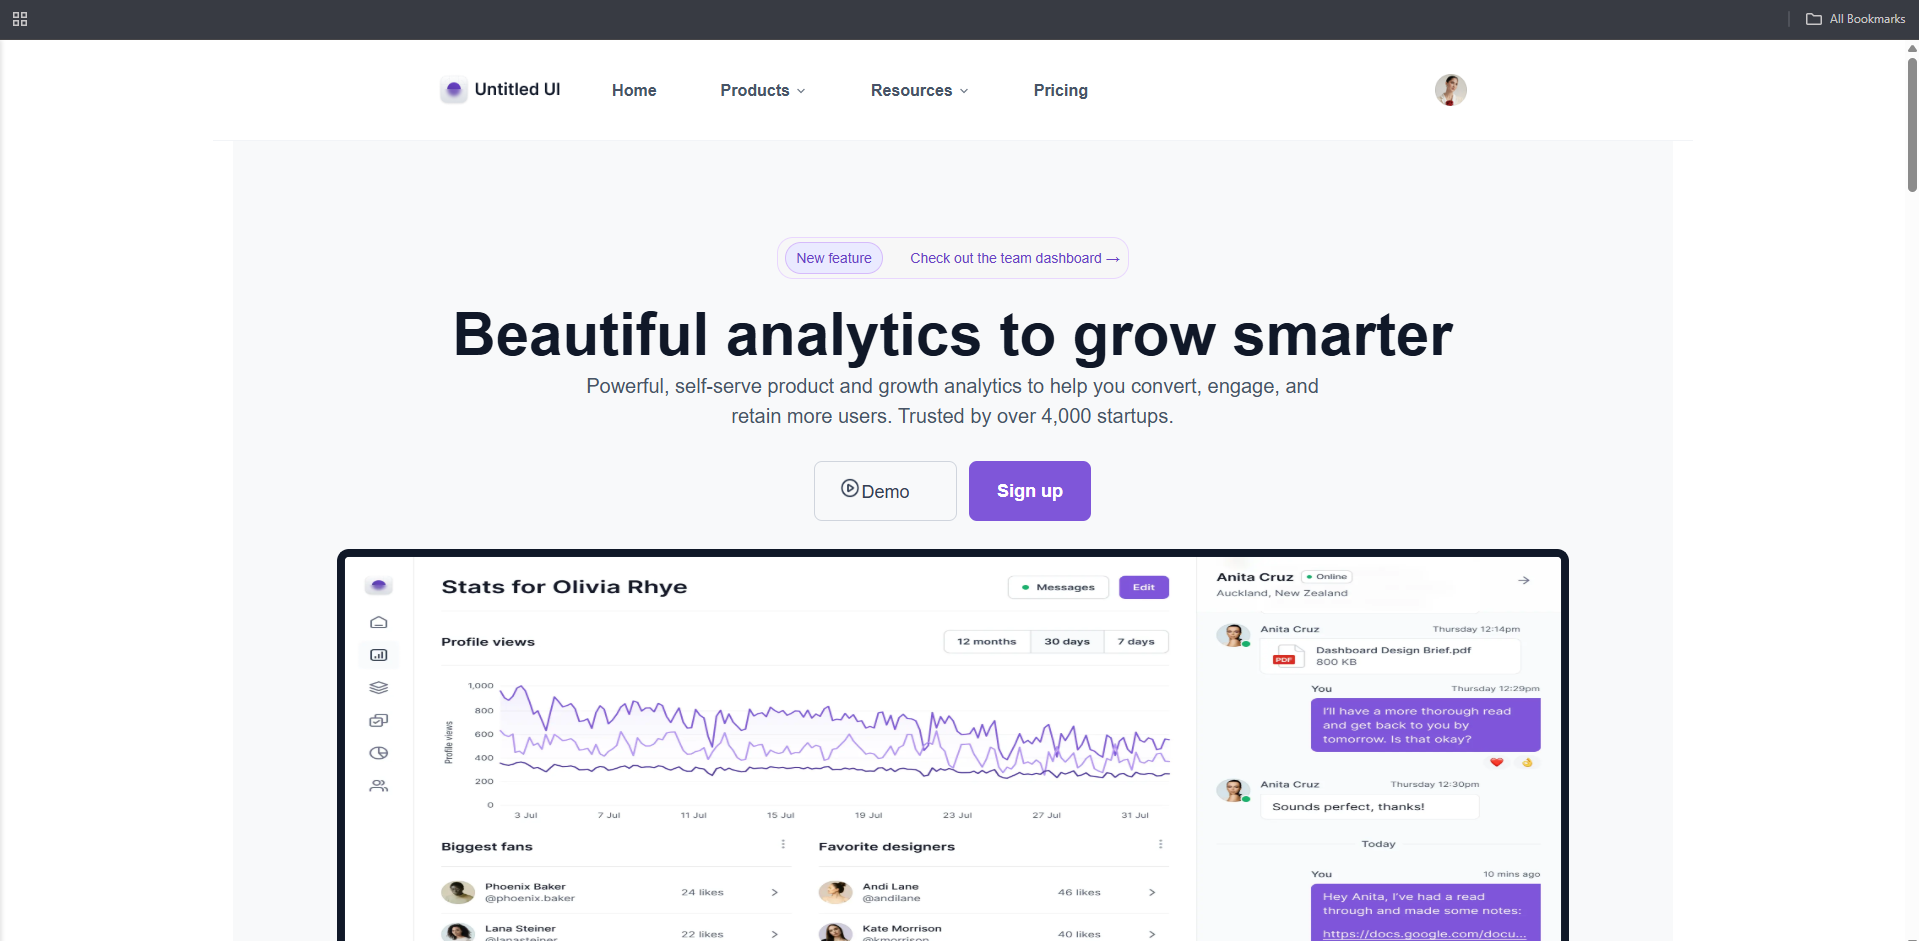 All Bookmarks
Untitled UI
Home
Products
Resources
Pricing
New feature
Check out the team dashboard →
Beautiful analytics to grow smarter
Powerful, self-serve product and growth analytics to help you convert, engage, and
retain more users. Trusted by over 4,000 startups.
Demo
Sign up
Stats for Olivia Rhye
Messages
Edit
Profile views
12 months
30 days
7 days
Profile views
1,000
800
600
400
200
0
3 Jul
7 Jul
11 Jul
15 Jul
19 Jul
23 Jul
27 Jul
31 Jul
Biggest fans
Phoenix Baker
@phoenix.baker
24 likes
Lana Steiner
@lanasteiner
22 likes
Favorite designers
Andi Lane
@andilane
46 likes
Kate Morrison
@kmorrison
40 likes
Anita Cruz
Online
Auckland, New Zealand
Anita Cruz
Thursday 12:14pm
PDF
Dashboard Design Brief.pdf
800 KB
You
Thursday 12:29pm
I'll have a more thorough read
and get back to you by
tomorrow. Is that okay?
Anita Cruz
Thursday 12:30pm
Sounds perfect, thanks!
Today
You
10 mins ago
Hey Anita, I've had a read
through and made some notes:
https://docs.google.com/docu...